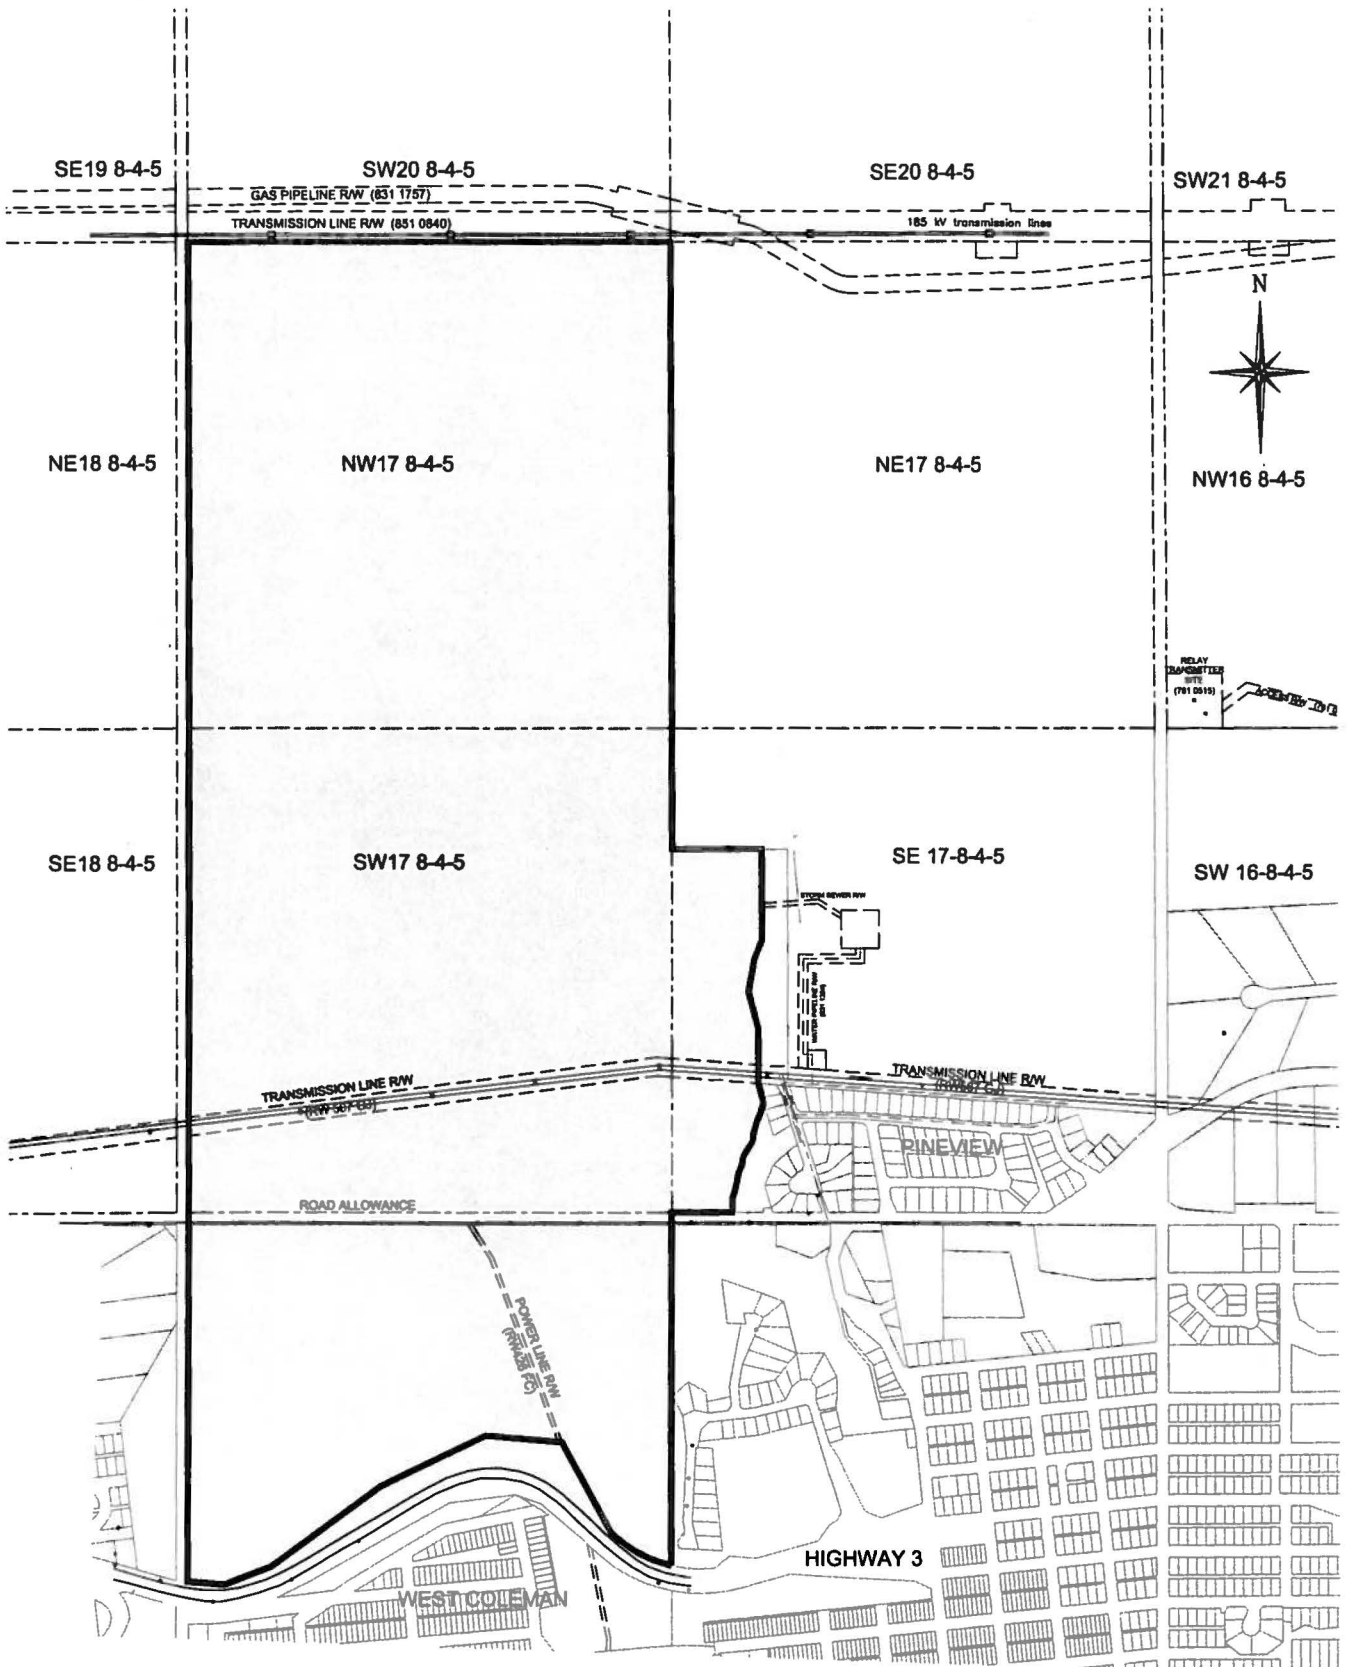 SE19 8-4-5
SW20 8-4-5
SE20 8-4-5
SW21 8-4-5
GAS PIPELINE R/W (831 1757)
TRANSMISSION LINE R/W (851 0840)
185 kV transmission lines
N
NE18 8-4-5
NW17 8-4-5
NE17 8-4-5
NW16 8-4-5
RELAY
TRANSMITTER
SITE
(781 0515)
SE18 8-4-5
SW17 8-4-5
SE 17-8-4-5
SW 16-8-4-5
STORM SEWER R/W
WATER PIPELINE R/W
TRANSMISSION LINE R/W
TRANSMISSION LINE R/W
PINEVIEW
ROAD ALLOWANCE
POWER LINE R/W
HIGHWAY 3
WEST COLEMAN